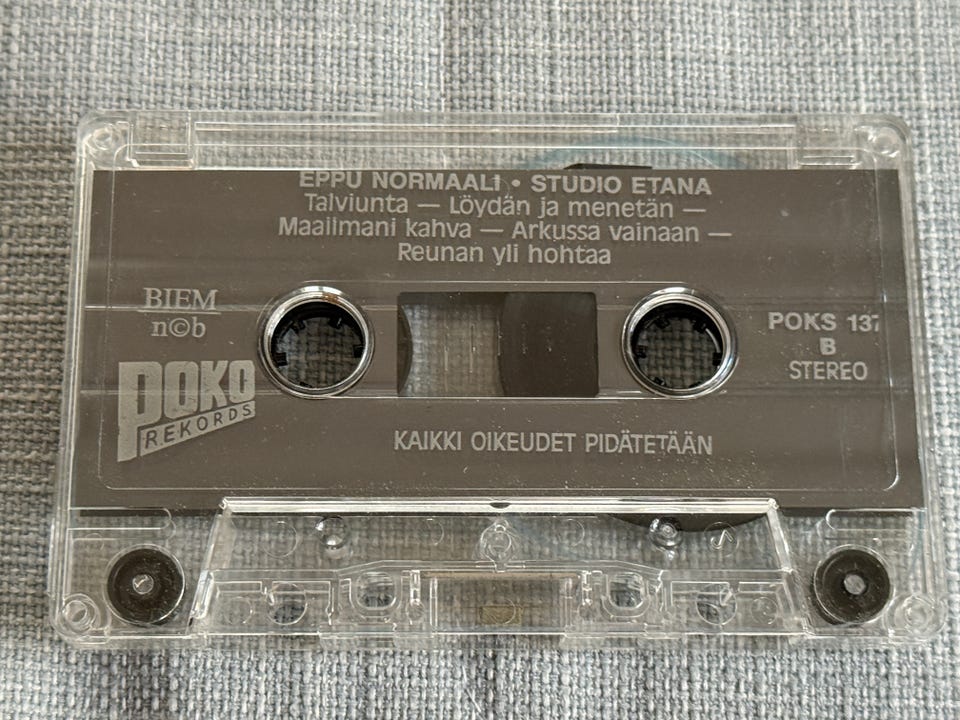 EPPU NORMAALI • STUDIO ETANA
Talviunta — Löydän ja menetän —
Maailmani kahva — Arkussa vainaan —
Reunan yli hohtaa
BIEM
n©b
POKS 137
B
STEREO
POKO
REKORDS
KAIKKI OIKEUDET PIDÄTETÄÄN